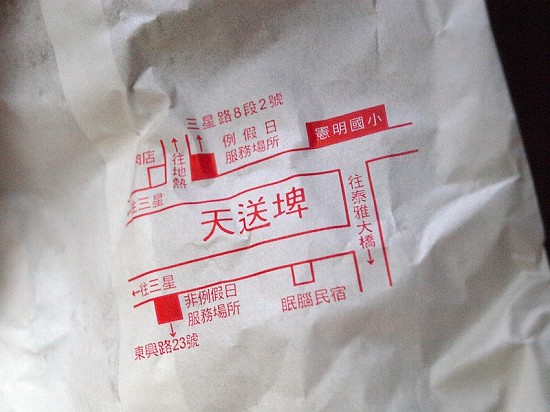 三星路8段2號
憲明國小
例假日
服務場所
肉店
往地熱
往三星
天送埤
往泰雅大橋
往三星
非例假日
服務場所
眠腦民宿
東興路23號